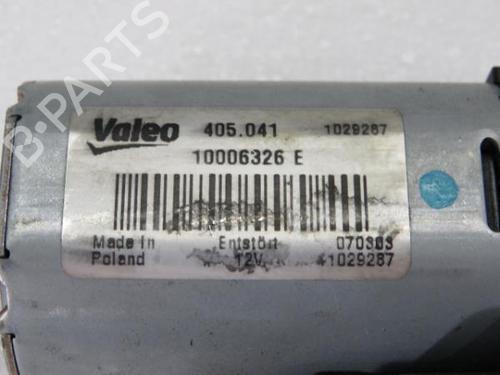 B-PARTS
Valeo 405.041 1029287
10006326 E
Made in Entstört 070303
Poland 12V 41029287